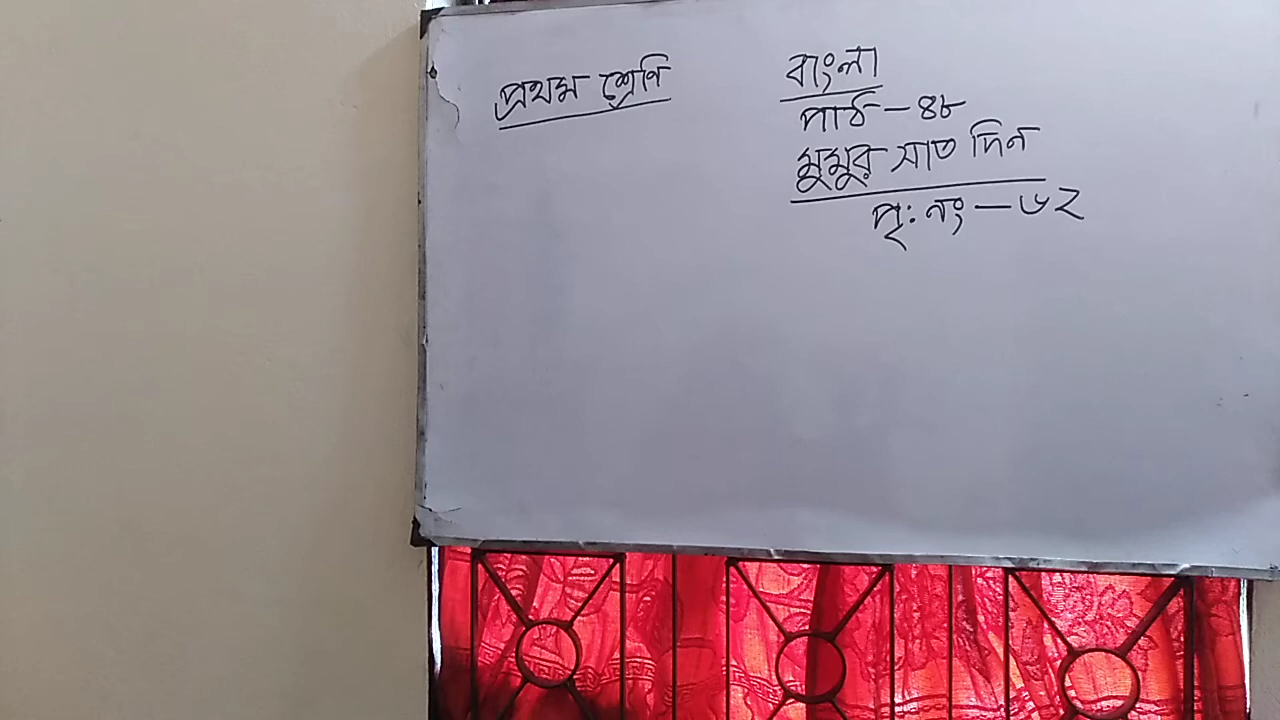 প্রথম শ্রেণি
বাংলা
পাঠ - ৪৮
মুমুর সাত দিন
পৃ: নং - ৬২